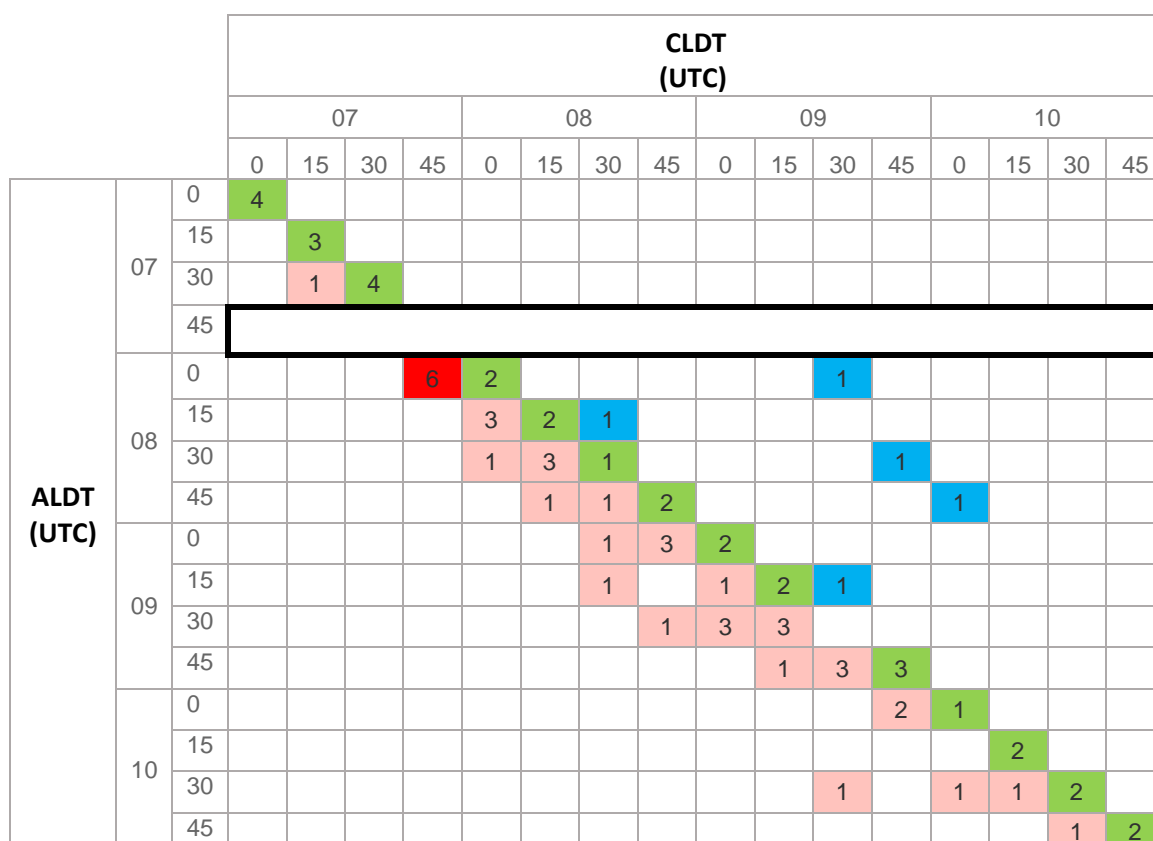 CLDT
(UTC)
07 08 09 10
0 15 30 45 0 15 30 45 0 15 30 45 0 15 30 45
ALDT
(UTC)
07
0 4
15 3
30 1 4
45
08
0 6 2 1
15 3 2 1
30 1 3 1 1
45 1 1 2 1
09
0 1 3 2
15 1 1 2 1
30 1 3 3
45 1 3 3
10
0 2 1
15 2
30 1 1 1 2
45 1 2